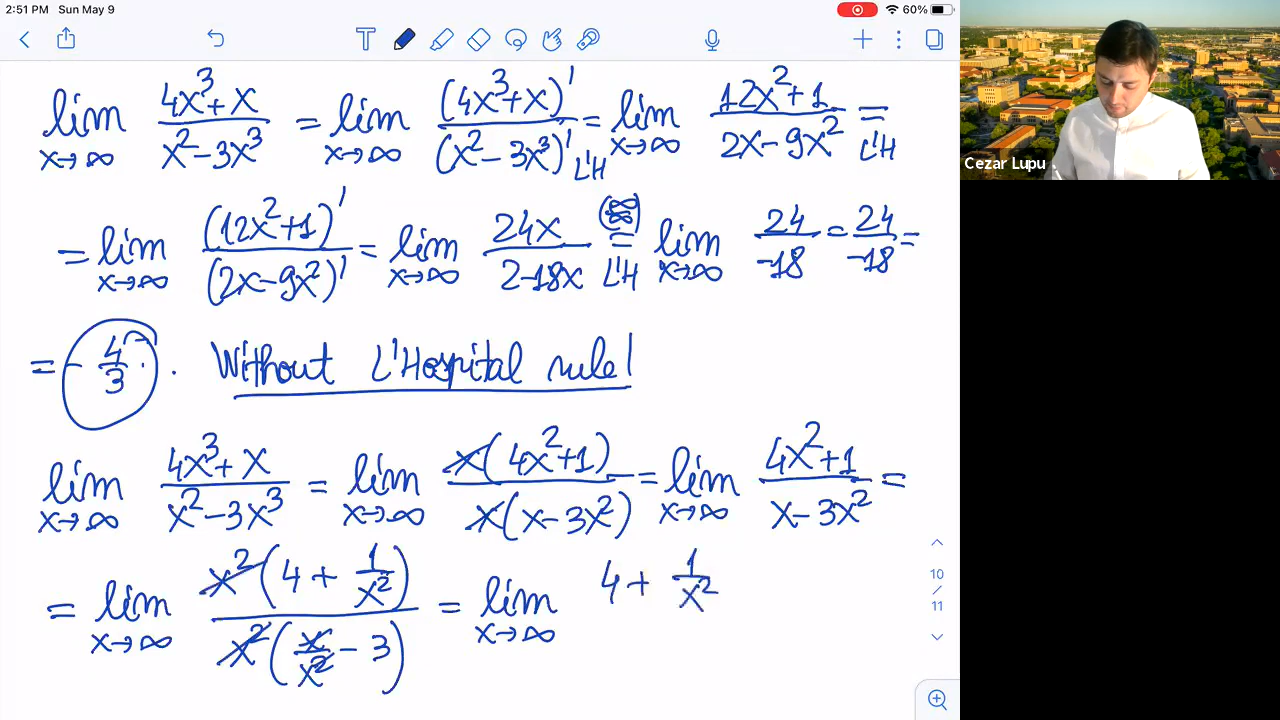 2:51 PM Sun May 9
60%
Cezar Lupu
lim x→∞ (4x³+x)/(x²-3x³) = lim x→∞ (4x³+x)'/(x²-3x³)' = L'H lim x→∞ (12x²+1)/(2x-9x²) = L'H
= lim x→∞ (12x²+1)'/(2x-9x²)' = lim x→∞ 24x/(2-18x) (∞/∞) = L'H lim x→∞ 24/-18 = 24/-18 =
= -4/3. Without L'Hospital rule!
lim x→∞ (4x³+x)/(x²-3x³) = lim x→∞ x(4x²+1)/x(x-3x²) = lim x→∞ (4x²+1)/(x-3x²) =
= lim x→∞ x²(4+1/x²)/x²(x/x²-3) = lim x→∞ 4+1/x²
10
/
11